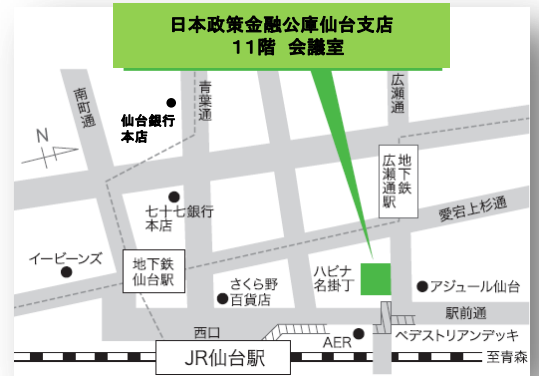 日本政策金融公庫仙台支店
11階 会議室
南町通
仙台銀行
本店
青葉通
広瀬通
N
地下鉄
広瀬通駅
七十七銀行
本店
愛宕上杉通
イービーンズ
地下鉄
仙台駅
さくら野
百貨店
ハピナ
名掛丁
アジュール仙台
駅前通
西口
AER
ペデストリアンデッキ
JR仙台駅
至青森